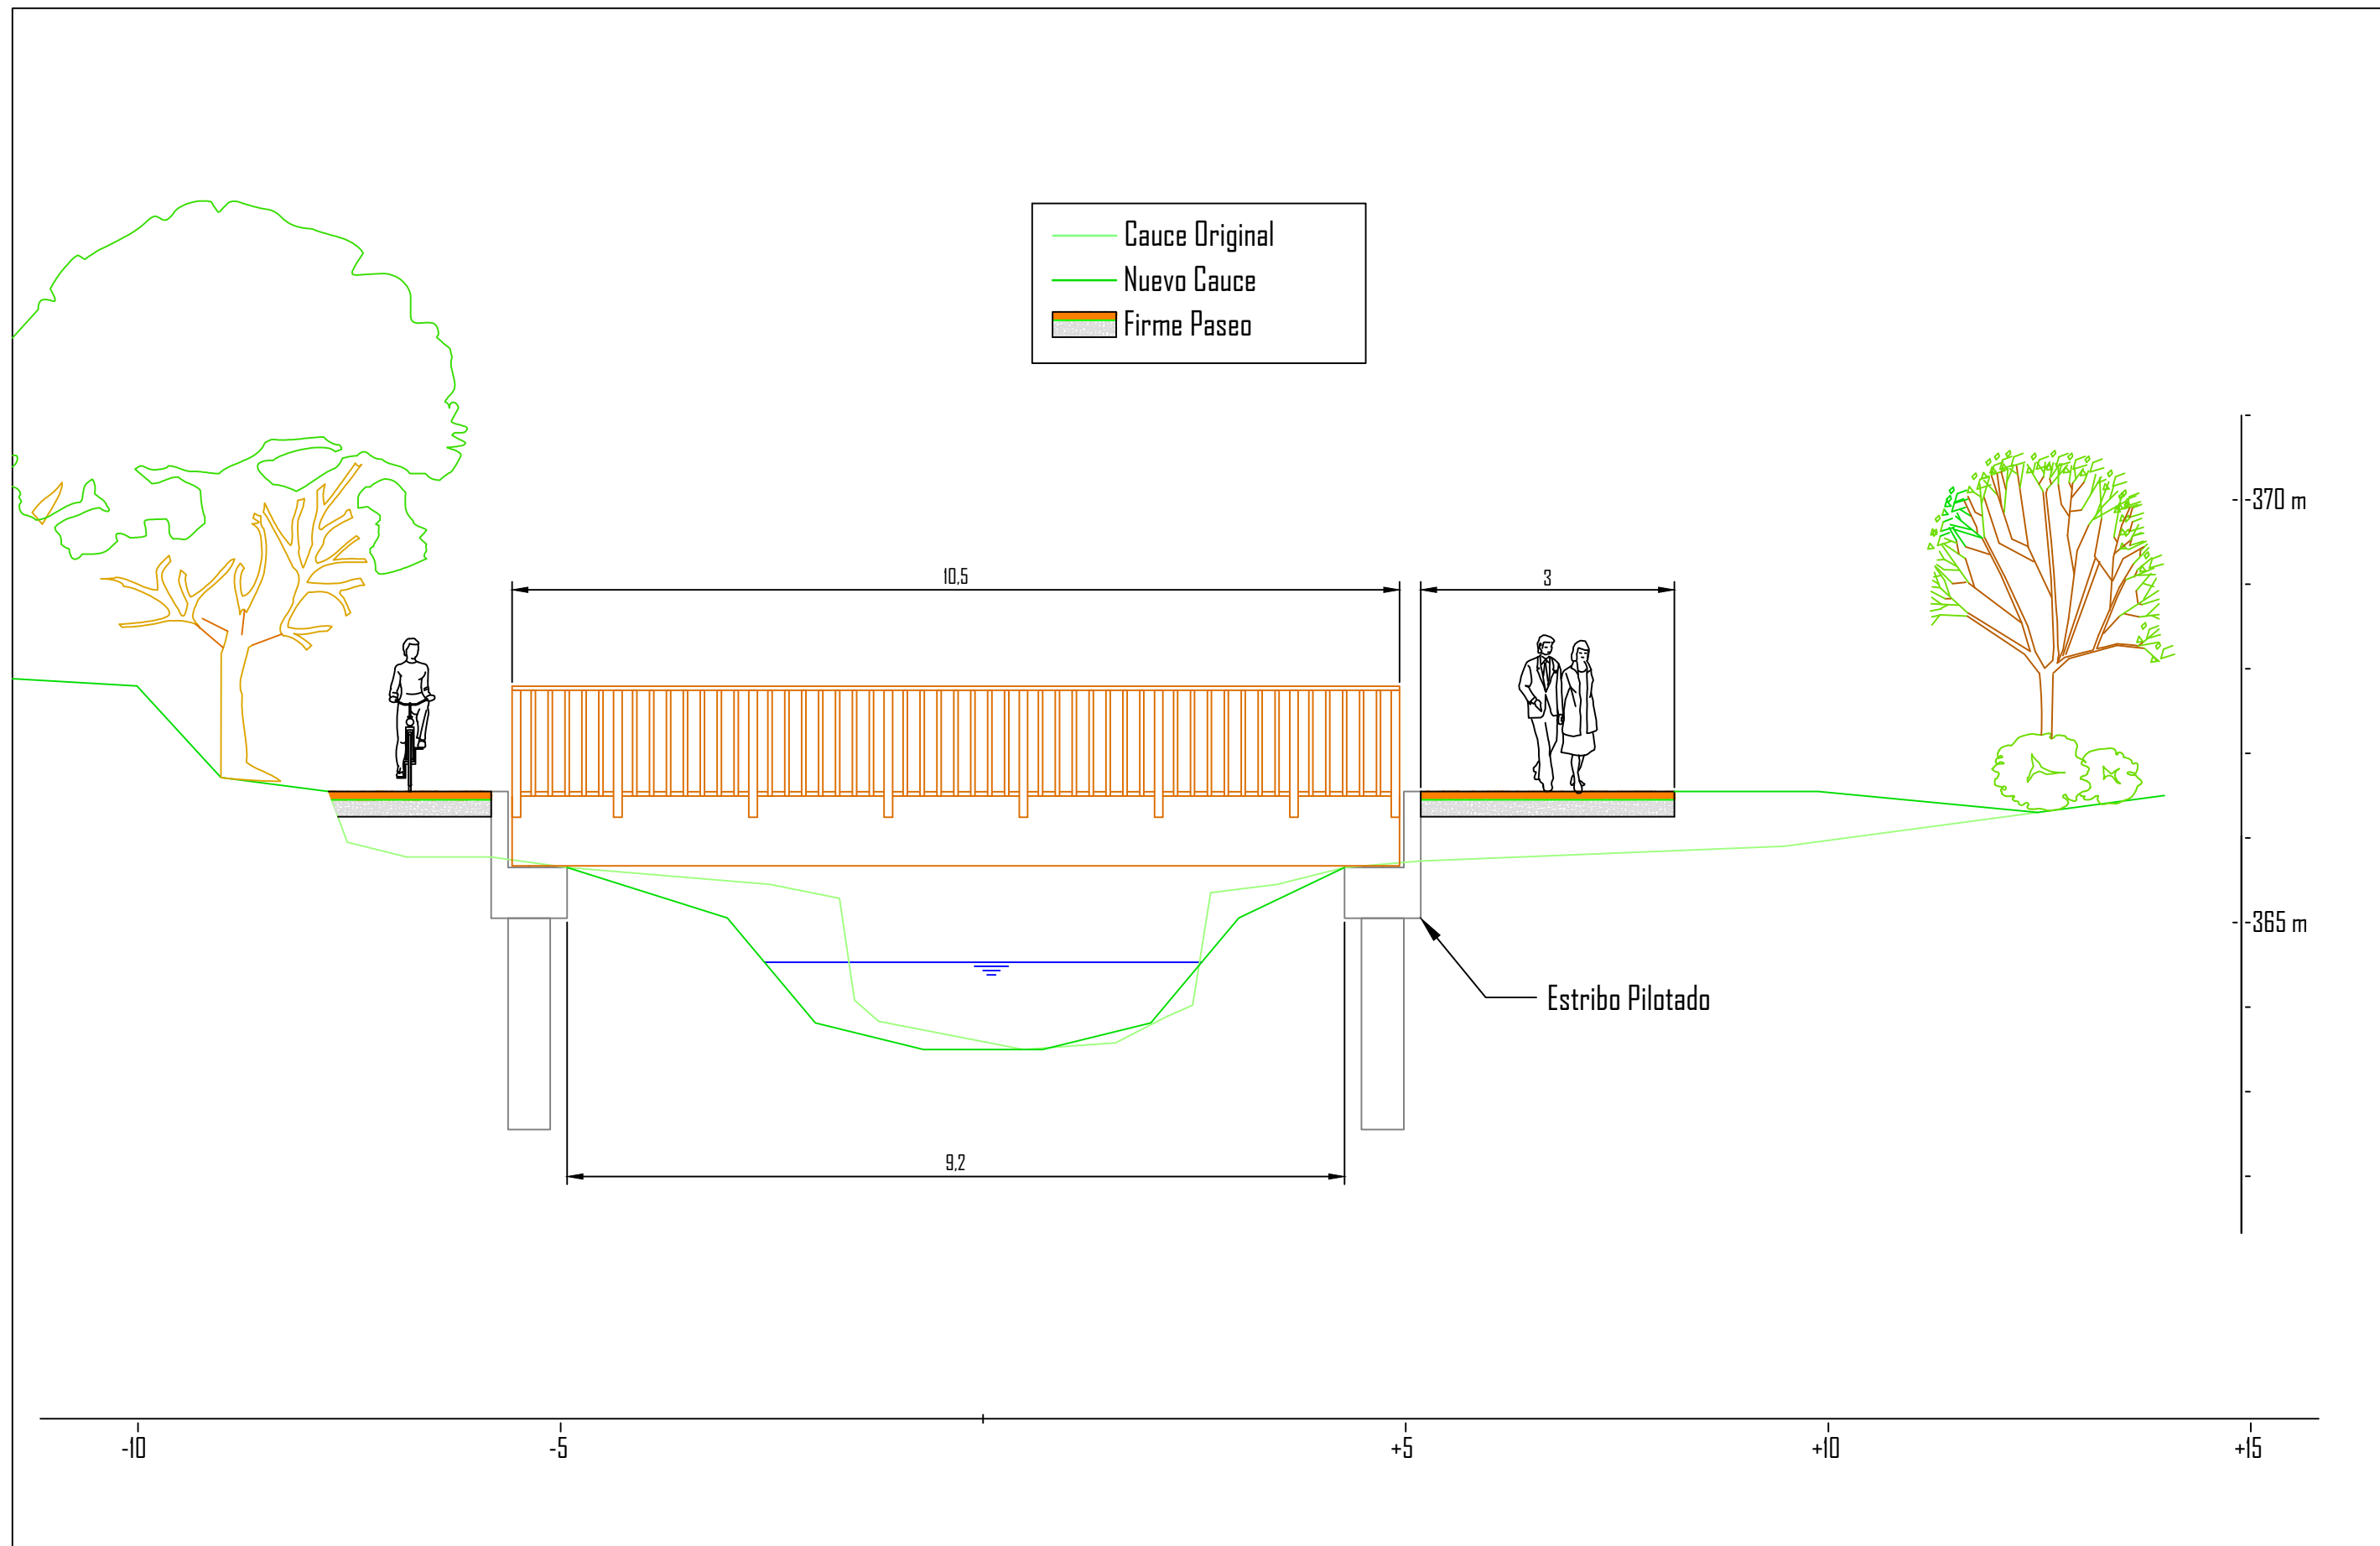 Cauce Original
Nuevo Cauce
Firme Paseo
370 m
10,5
3
365 m
Estribo Pilotado
9,2
-10
-5
+5
+10
+15